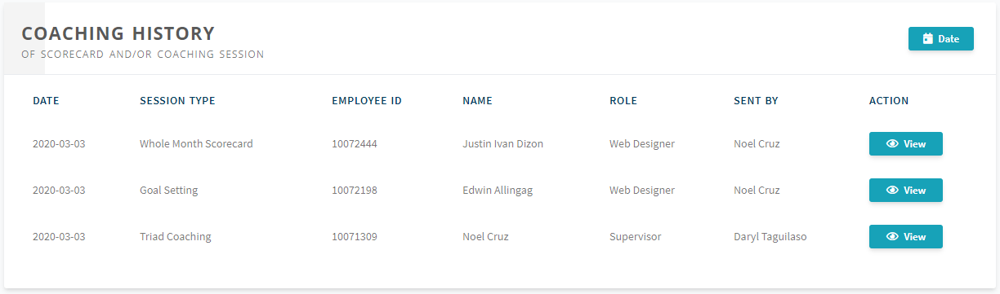 COACHING HISTORY
OF SCORECARD AND/OR COACHING SESSION
Date
DATE SESSION TYPE EMPLOYEE ID NAME ROLE SENT BY ACTION
2020-03-03 Whole Month Scorecard 10072444 Justin Ivan Dizon Web Designer Noel Cruz View
2020-03-03 Goal Setting 10072198 Edwin Allingag Web Designer Noel Cruz View
2020-03-03 Triad Coaching 10071309 Noel Cruz Supervisor Daryl Taguilaso View